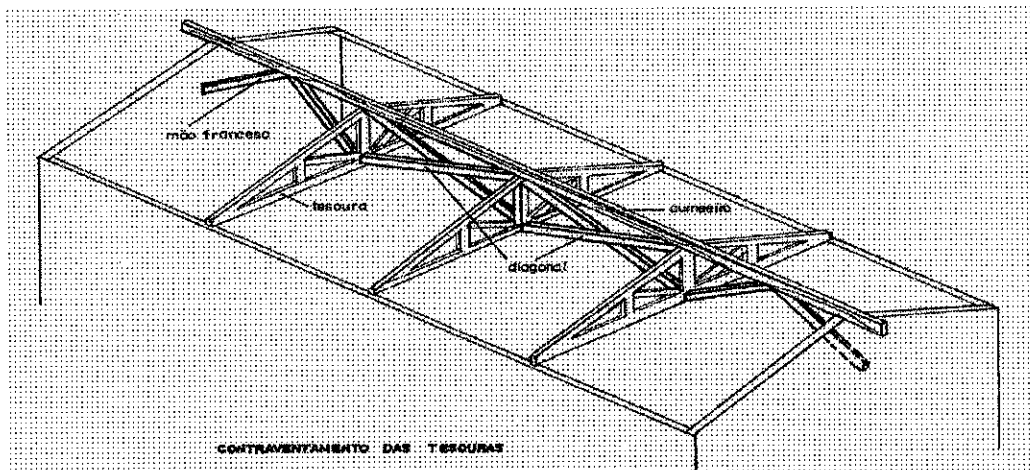 mão francesa
tesoura
cumeeira
diagonal
CONTRAVENTAMENTO DAS TESOURAS